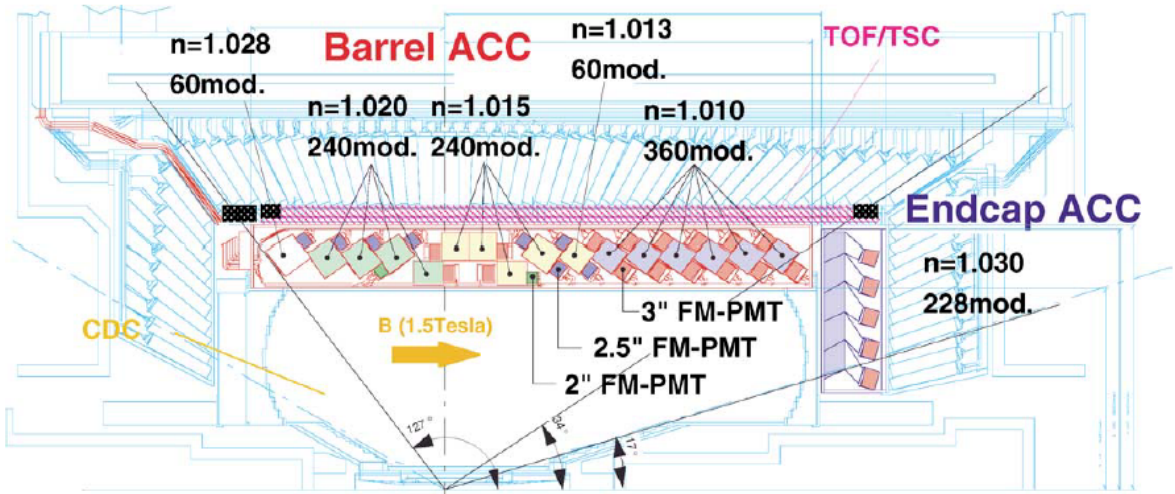 n=1.028
60mod.
Barrel ACC
n=1.013
60mod.
TOF/TSC
n=1.020
240mod.
n=1.015
240mod.
n=1.010
360mod.
Endcap ACC
n=1.030
228mod.
CDC
B (1.5Tesla)
3" FM-PMT
2.5" FM-PMT
2" FM-PMT
127°
34°
17°